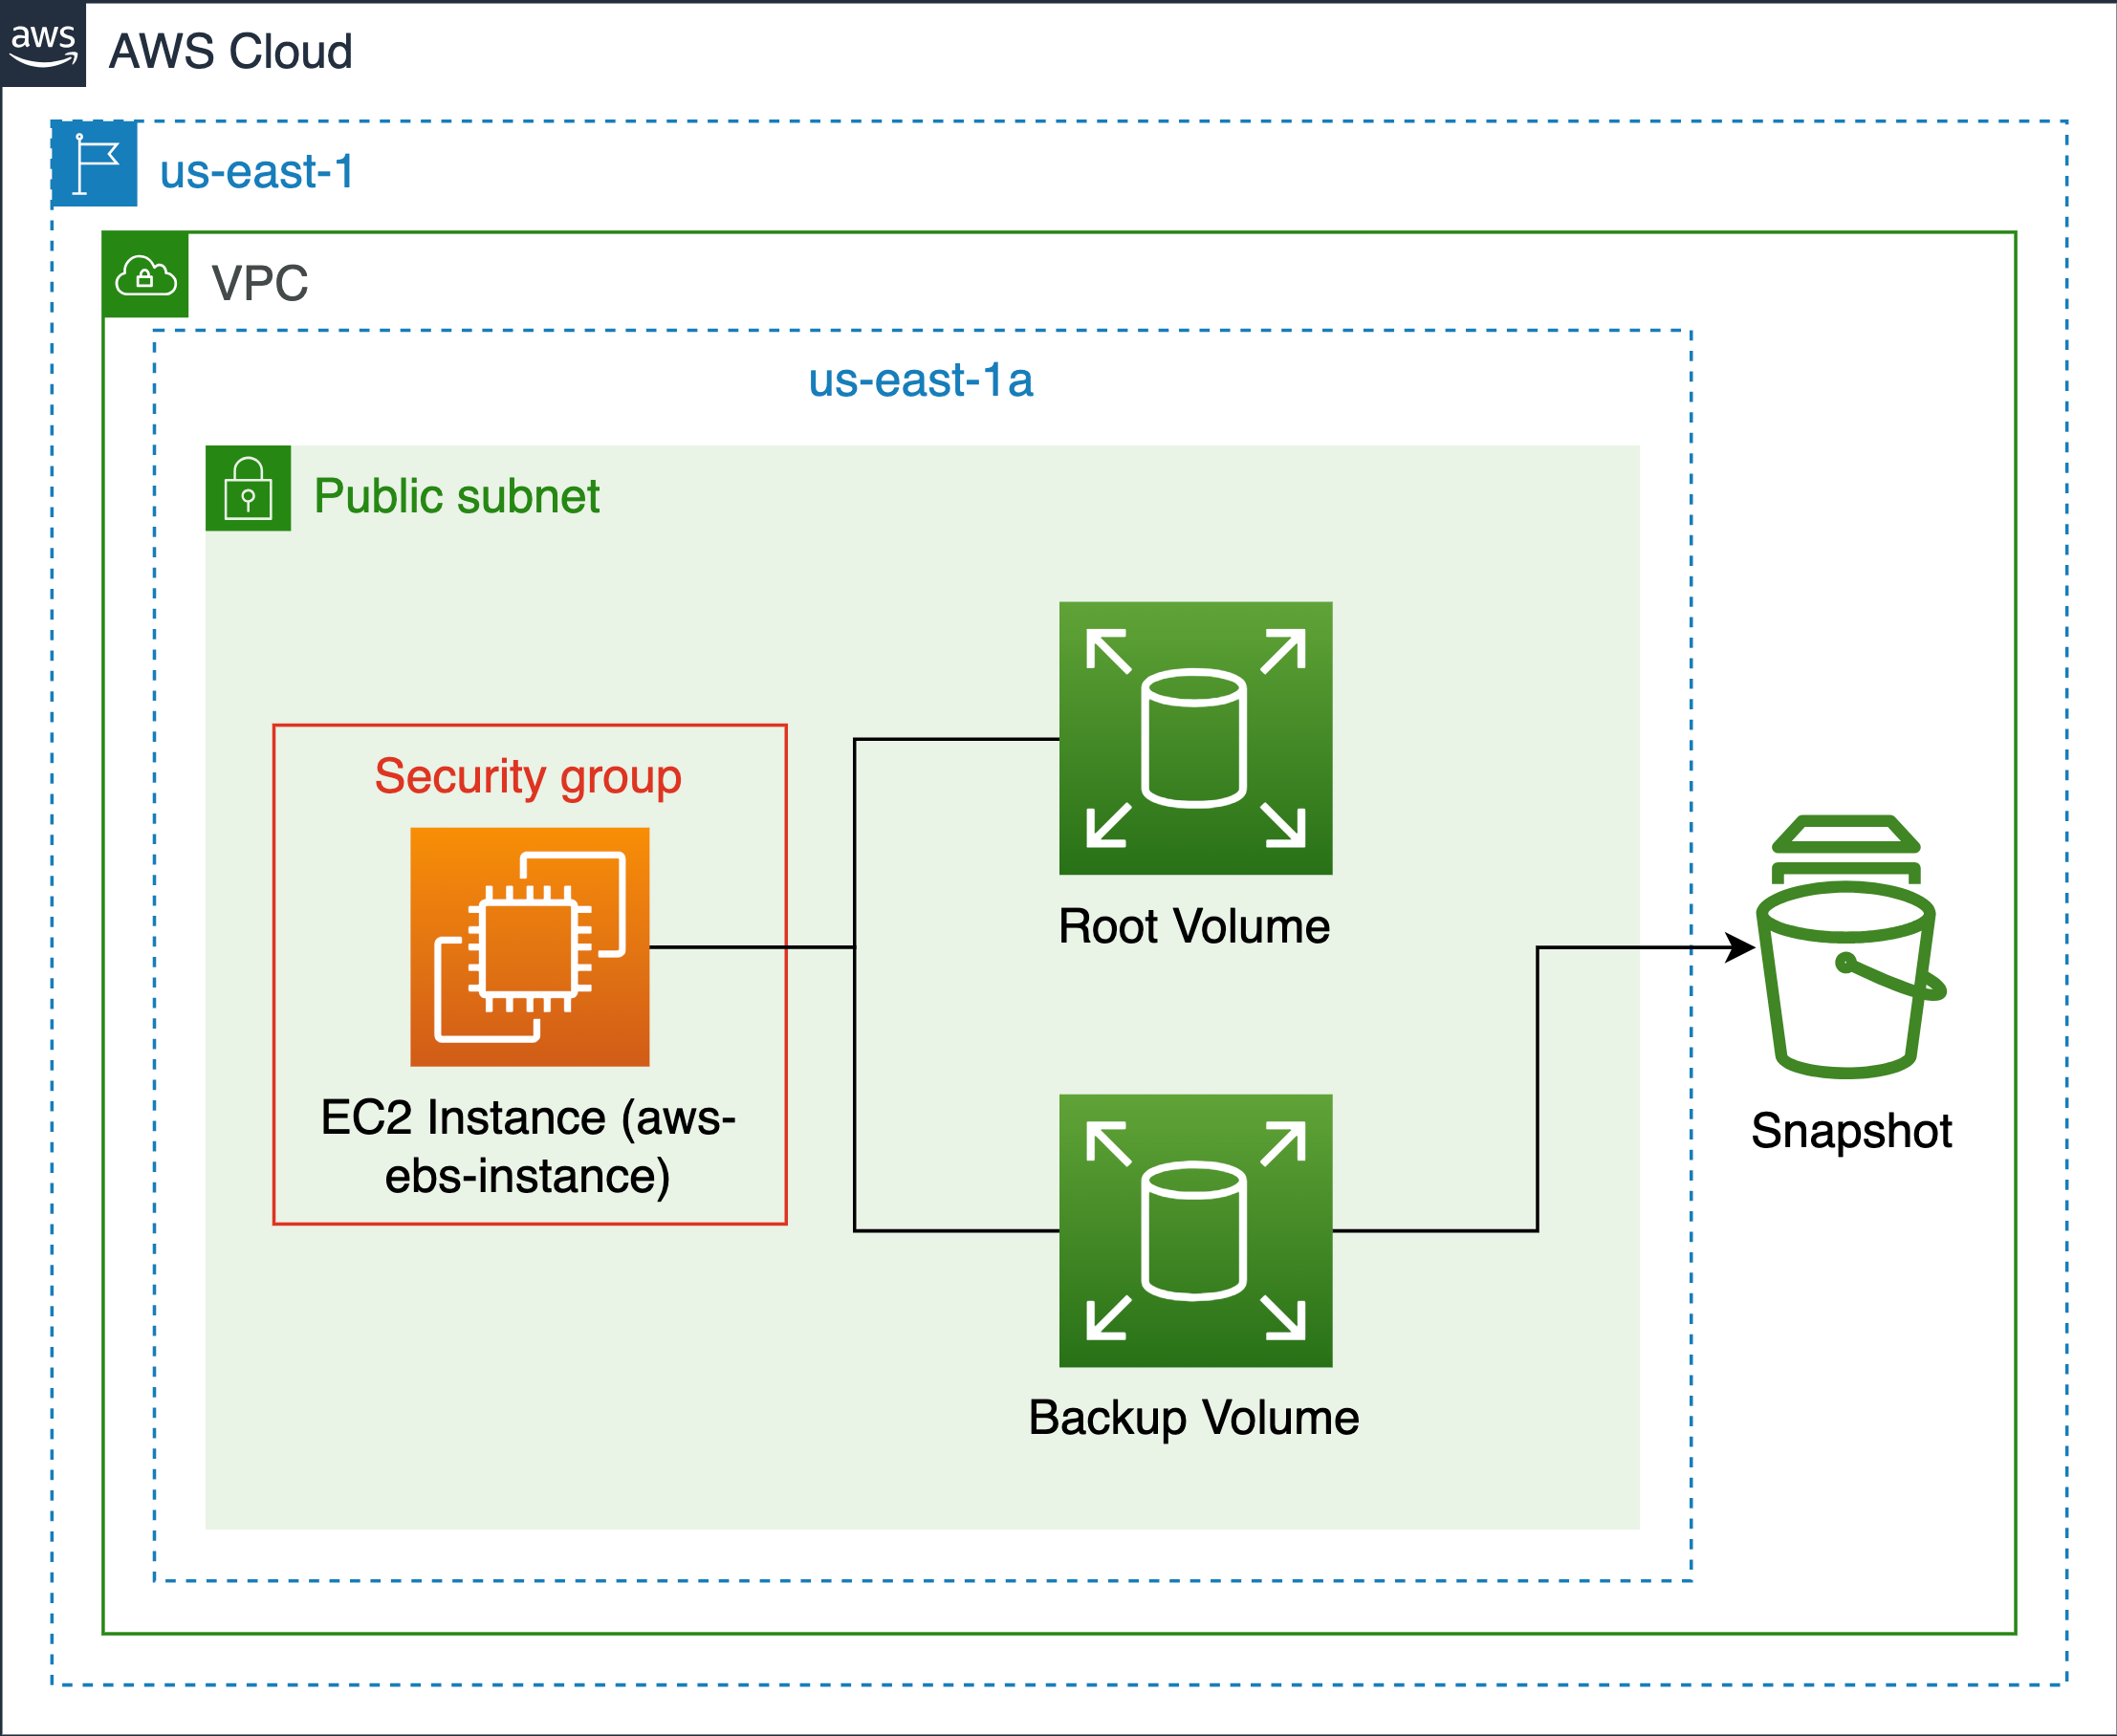 aws
AWS Cloud
us-east-1
VPC
us-east-1a
Public subnet
Security group
EC2 Instance (aws-
ebs-instance)
Root Volume
Backup Volume
Snapshot